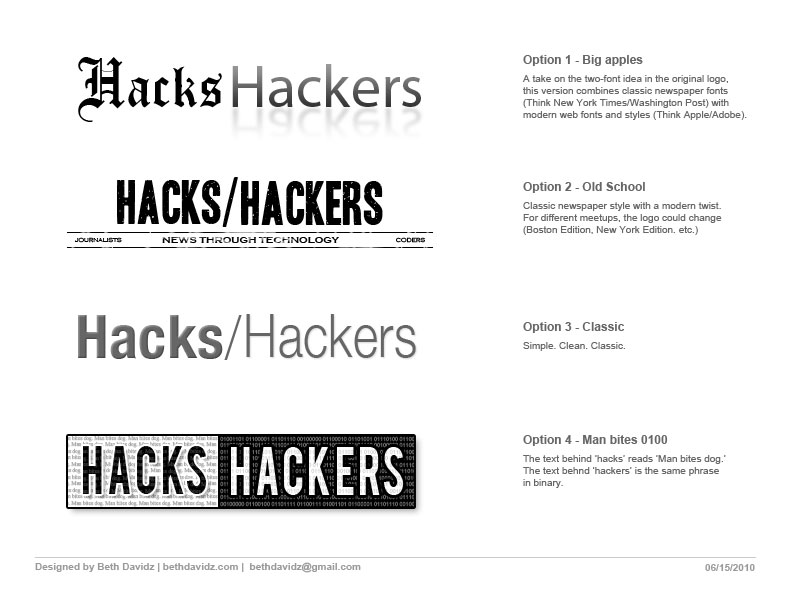 Hacks Hackers
Option 1 - Big apples
A take on the two-font idea in the original logo,
this version combines classic newspaper fonts
(Think New York Times/Washington Post) with
modern web fonts and styles (Think Apple/Adobe).
HACKS/HACKERS
JOURNALISTS NEWS THROUGH TECHNOLOGY CODERS
Option 2 - Old School
Classic newspaper style with a modern twist.
For different meetups, the logo could change
(Boston Edition, New York Edition. etc.)
Hacks/Hackers
Option 3 - Classic
Simple. Clean. Classic.
HACKS HACKERS
Option 4 - Man bites 0100
The text behind 'hacks' reads 'Man bites dog.'
The text behnd 'hackers' is the same phrase
in binary.
Designed by Beth Davidz | bethdavidz.com | bethdavidz@gmail.com
06/15/2010